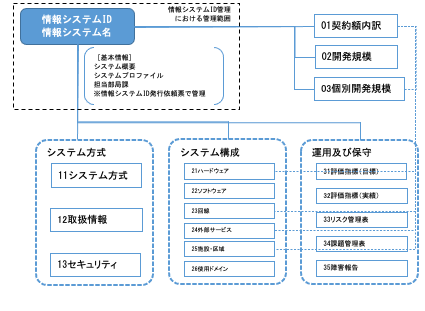 情報システムID
情報システム名
情報システムID管理
における管理範囲
[基本情報]
システム概要
システムプロファイル
担当部局課
※情報システムID発行依頼票で管理
01契約額内訳
02開発規模
03個別開発規模
システム方式
11システム方式
12取扱情報
13セキュリティ
システム構成
21ハードウェア
22ソフトウェア
23回線
24外部サービス
25施設・区域
26使用ドメイン
運用及び保守
31評価指標(目標)
32評価指標(実績)
33リスク管理表
34課題管理表
35障害報告